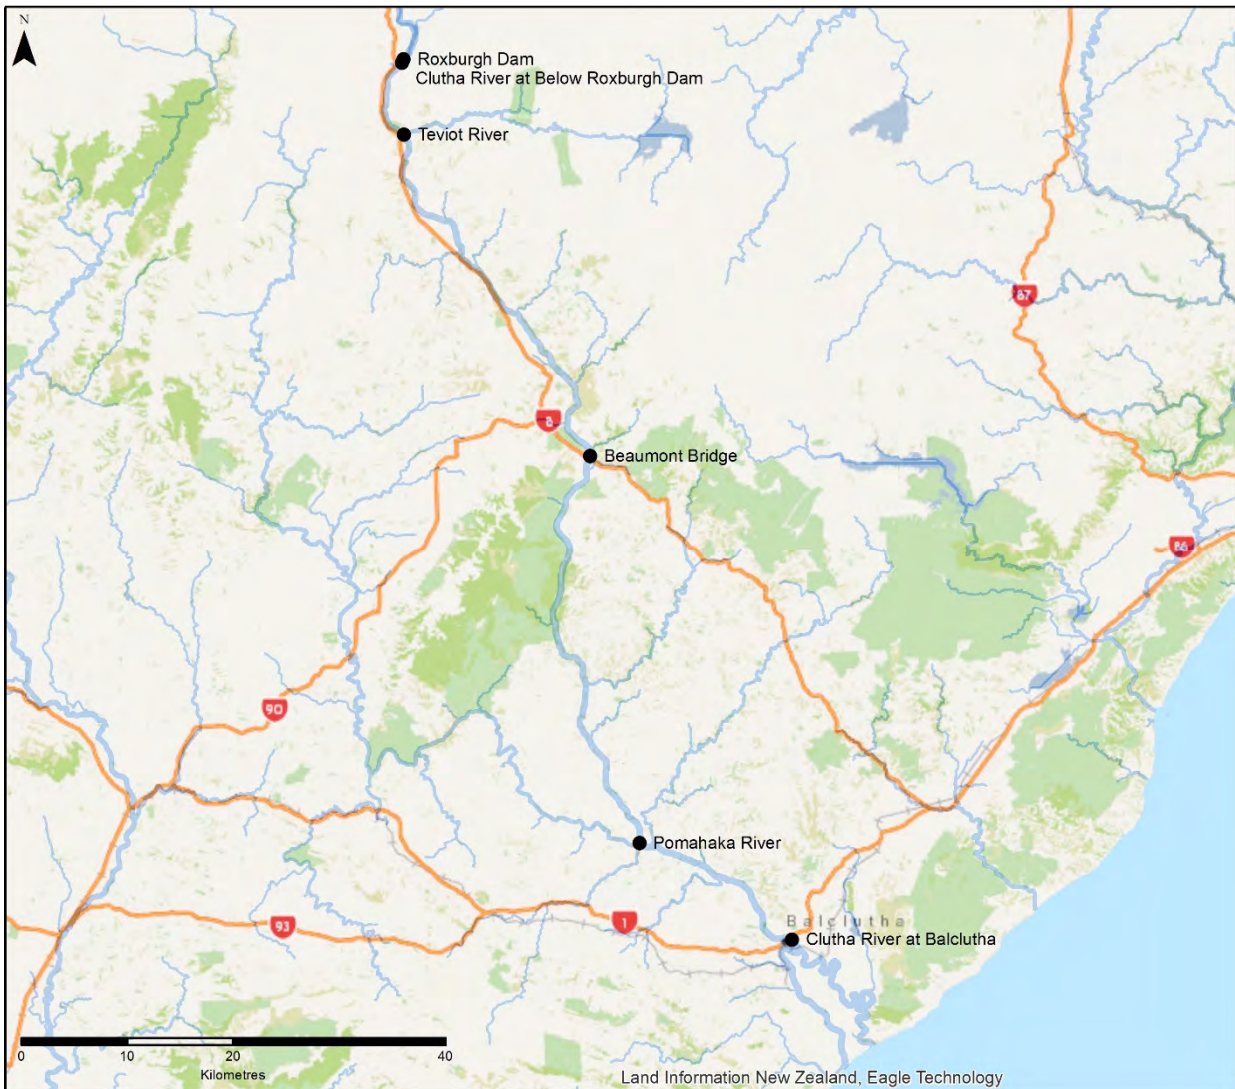 N
Roxburgh Dam
Clutha River at Below Roxburgh Dam
Teviot River
87
8
Beaumont Bridge
86
90
Pomahaka River
93
1
Balclutha
Clutha River at Balclutha
0 10 20 40
Kilometres
Land Information New Zealand, Eagle Technology